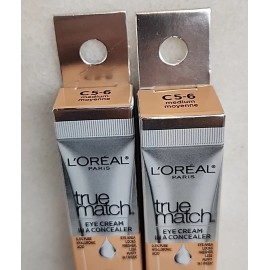 C5-6
medium
moyenne
L'ORÉAL
PARIS
true
match
EYE CREAM
IN A CONCEALER
C5-6
medium
moyenne
L'ORÉAL
PARIS
true
match
EYE CREAM
IN A CONCEALER